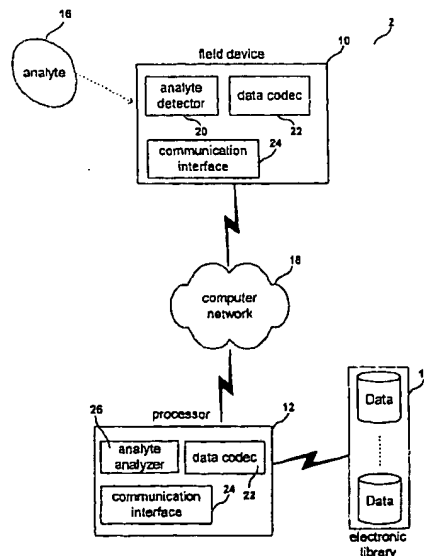 16
analyte
field device
10
2
analyte
detector
20
data codec
22
communication
interface
24
computer
network
18
processor
12
26
analyte
analyzer
data codec
22
communication
interface
24
Data
Data
electronic
library